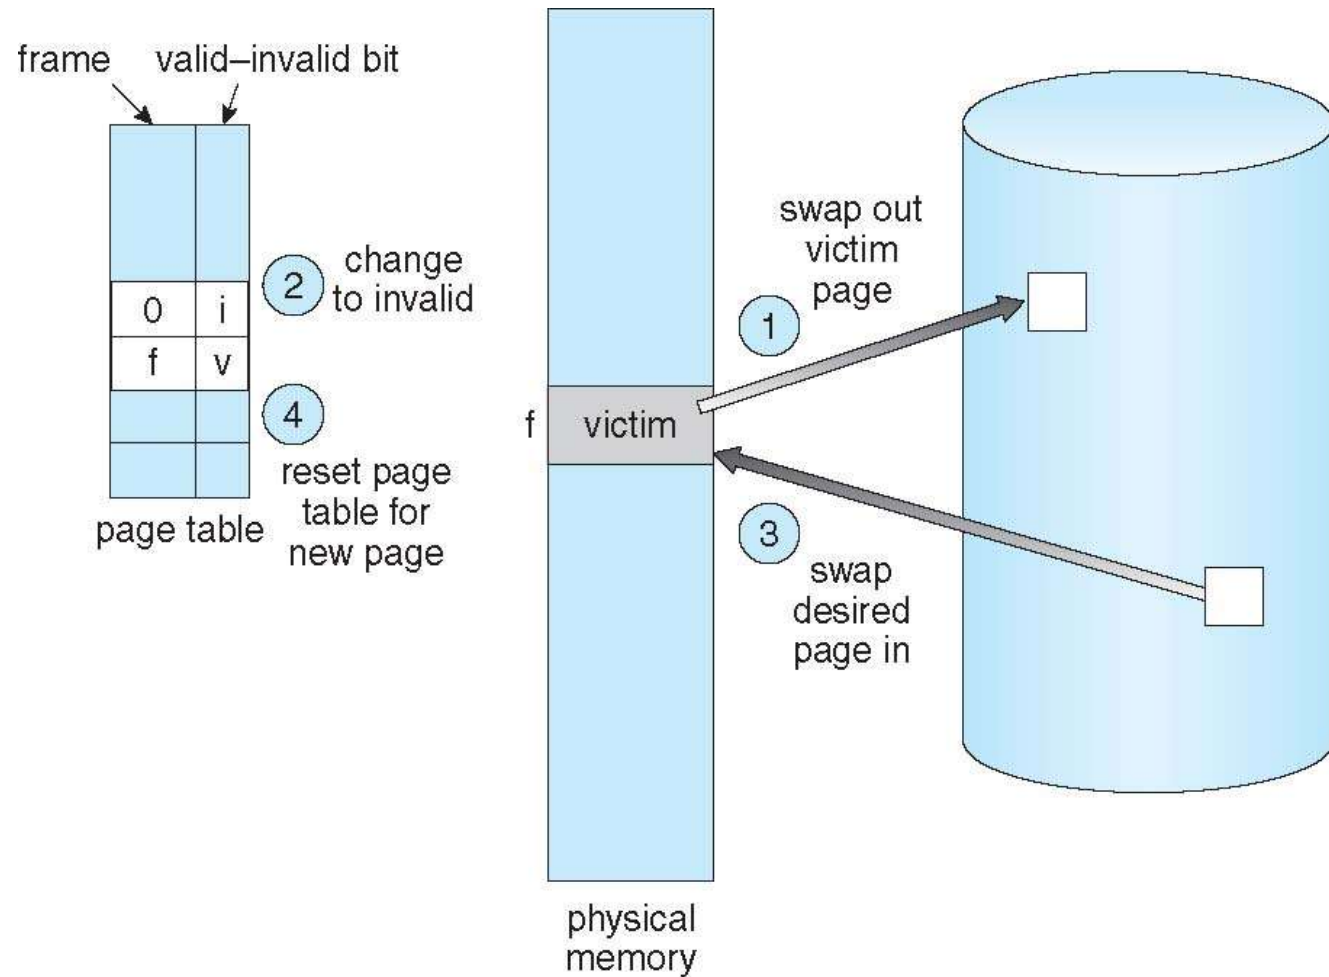 frame
valid–invalid bit
0
i
f
v
2
change
to invalid
4
reset page
table for
new page
page table
f
victim
physical
memory
swap out
victim
page
1
3
swap
desired
page in